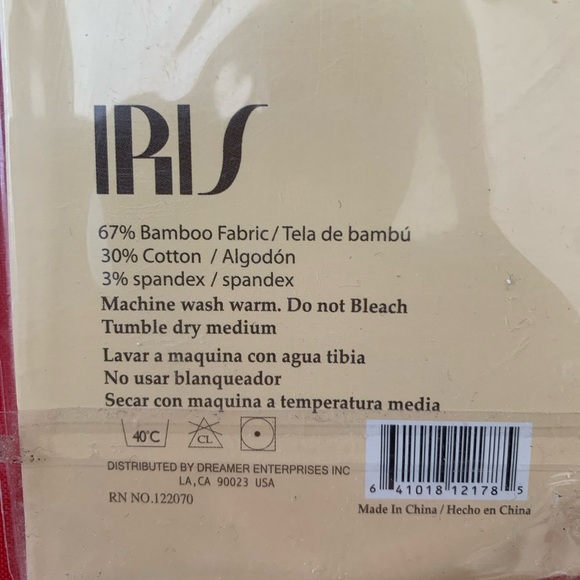 IRIS
67% Bamboo Fabric / Tela de bambú
30% Cotton / Algodón
3% spandex / spandex
Machine wash warm. Do not Bleach
Tumble dry medium
Lavar a maquina con agua tibia
No usar blanqueador
Secar con maquina a temperatura media
40°C CL
DISTRIBUTED BY DREAMER ENTERPRISES INC
LA,CA 90023 USA
RN NO.122070
6 41018 12178 5
Made In China / Hecho en China